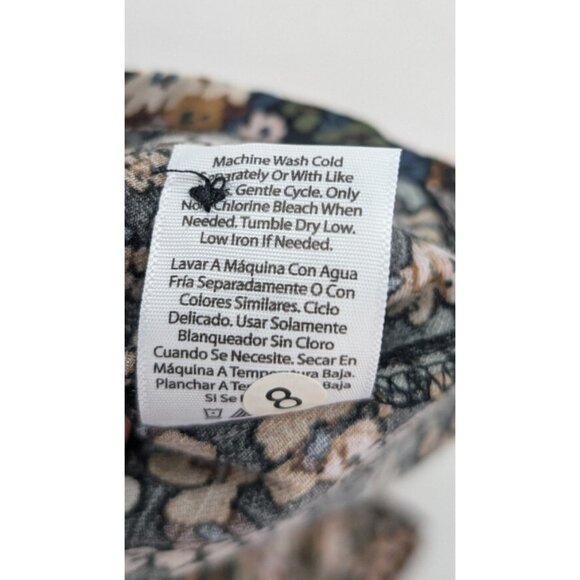 Machine Wash Cold
Or With Like
Gentle Cycle. Only
Chlorine Bleach When
Needed. Tumble Dry Low.
Low Iron If Needed.
Lavar A Máquina Con Agua
Fría Separadamente O Con
Colores Similares. Ciclo
Delicado. Usar Solamente
Blanqueador Sin Cloro
Cuando Se Necesite. Secar En
Máquina A Temperatura Baja.
Planchar A Baja
Si Se
8